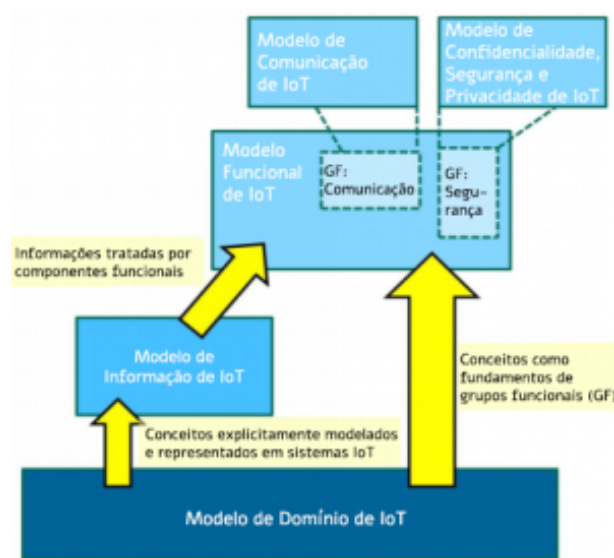 Modelo de
Comunicação
de IoT
Modelo de
Confidencialidade,
Segurança e
Privacidade de IoT
Modelo
Funcional
de IoT
GF:
Comunicação
GF:
Segu-
rança
Informações tratadas por
componentes funcionais
Modelo de
Informação de IoT
Conceitos como
fundamentos de
grupos funcionais (GF)
Conceitos explicitamente modelados
e representados em sistemas IoT
Modelo de Domínio de IoT